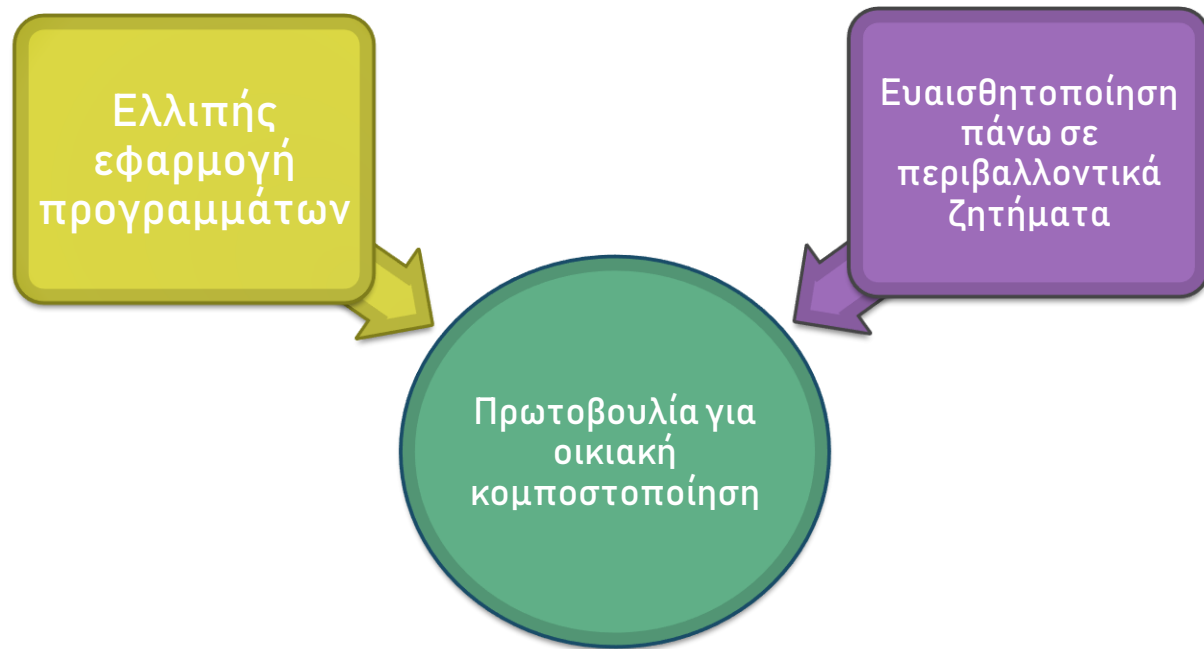 Ελλιπής
εφαρμογή
προγραμμάτων
Ευαισθητοποίηση
πάνω σε
περιβαλλοντικά
ζητήματα
Πρωτοβουλία για
οικιακή
κομποστοποίηση